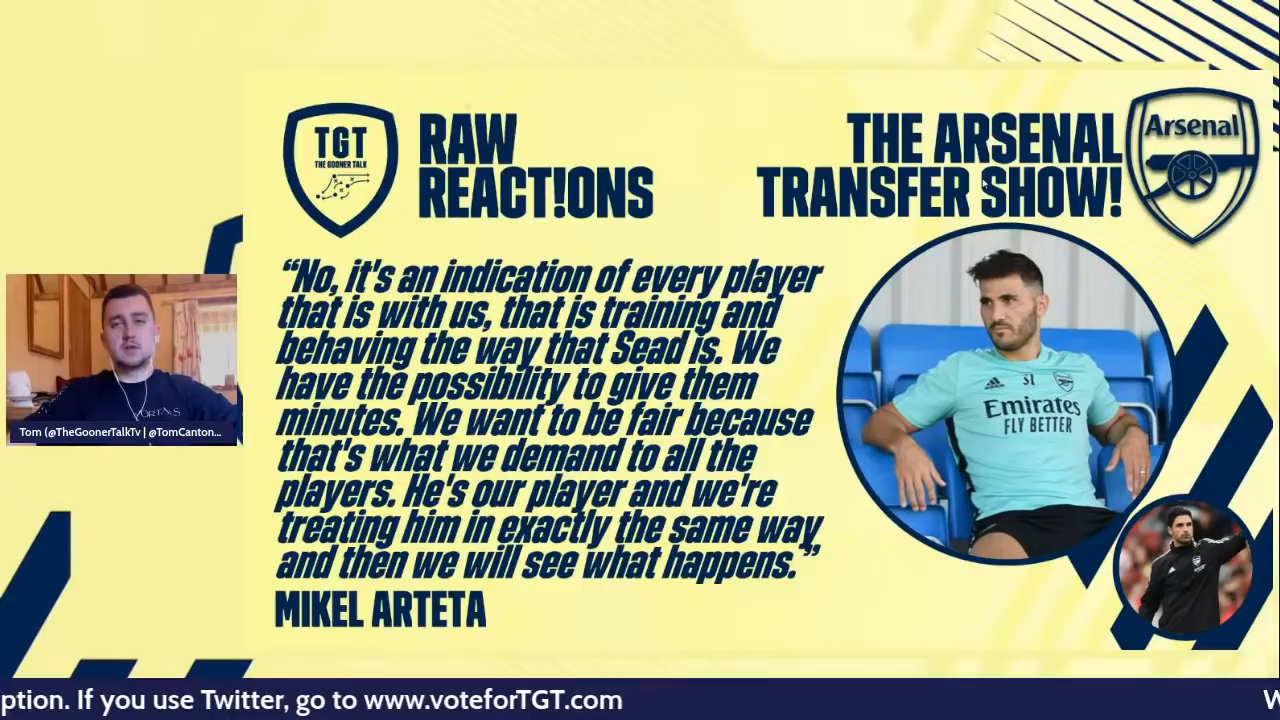 TGT
THE GOONER TALK
RAW
REACT!ONS
THE ARSENAL
TRANSFER SHOW!
Arsenal
“No, it's an indication of every player
that is with us, that is training and
behaving the way that Sead is. We
have the possibility to give them
minutes. We want to be fair because
that's what we demand to all the
players. He's our player and we're
treating him in exactly the same way
and then we will see what happens.”
MIKEL ARTETA
31
Emirates
FLY BETTER
Tom (@TheGoonerTalkTv | @TomCanton...
ption. If you use Twitter, go to www.voteforTGT.com